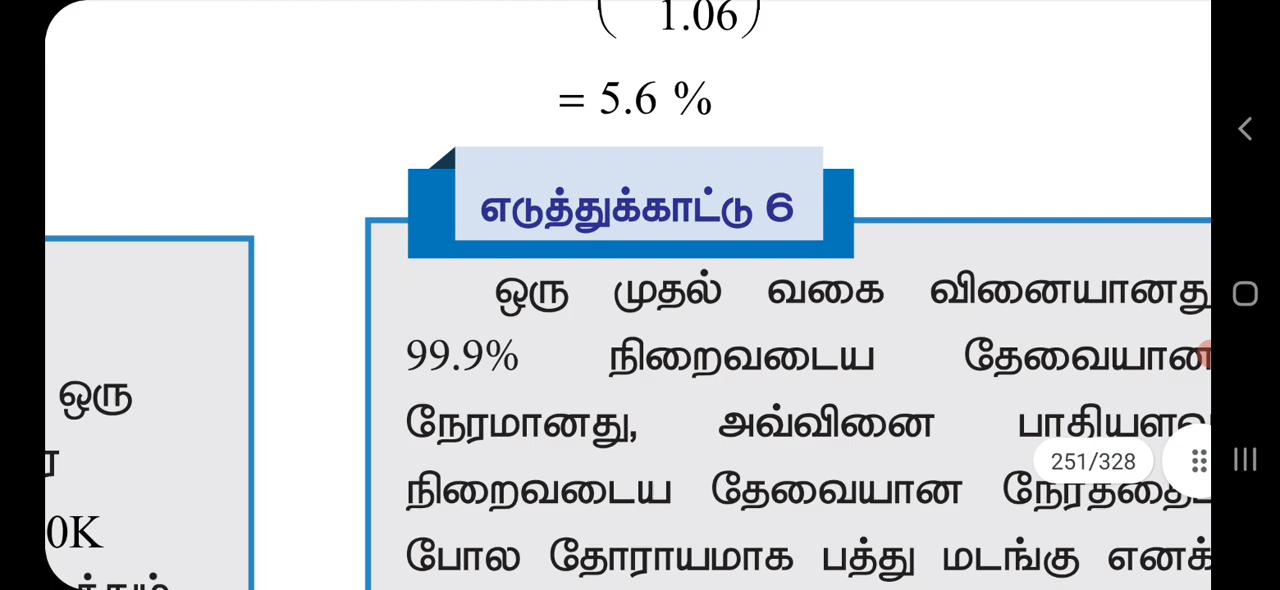 1.06
= 5.6 %
எடுத்துக்காட்டு 6
ஒரு முதல் வகை வினையானது
99.9% நிறைவடைய தேவையான
நேரமானது, அவ்வினை பாகியளவு
நிறைவடைய தேவையான நேரத்தைப்
போல தோராயமாக பத்து மடங்கு எனக்
ஒரு
0K
251/328